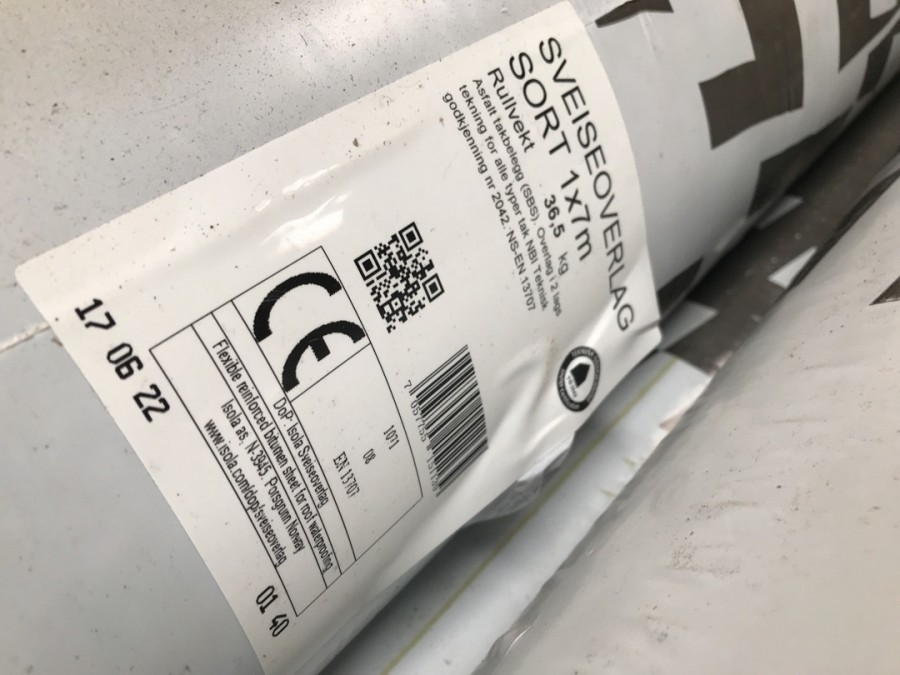 SVEISEOVERLAG
SORT 1x7m
Rullvekt 36,5 kg
Asfalt takbelegg (SBS). Overlag i 2 lags
tekning for alle typer tak NBI Teknisk
godkjenning nr 2042. NS-EN 13707
CE
1071
08
EN 13707
DoP: Isola Sveiseoverlag
Flexible reinforced bitumen sheet for roof waterproofing
Isola as, N-3945, Porsgrunn Norway
www.isola.com/dop/sveiseoverlag
17 06 22
01 40